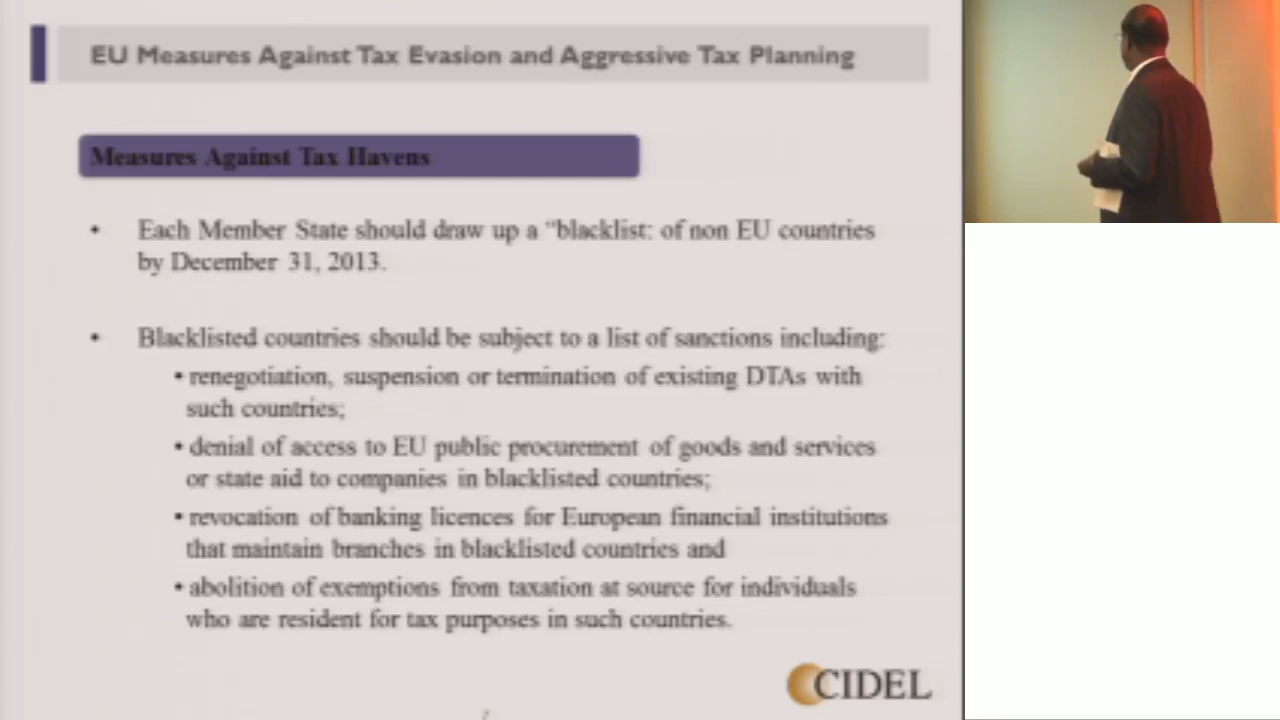 EU Measures Against Tax Evasion and Aggressive Tax Planning
Measures Against Tax Havens
• Each Member State should draw up a “blacklist: of non EU countries
by December 31, 2013.
• Blacklisted countries should be subject to a list of sanctions including:
• renegotiation, suspension or termination of existing DTAs with
such countries;
• denial of access to EU public procurement of goods and services
or state aid to companies in blacklisted countries;
• revocation of banking licences for European financial institutions
that maintain branches in blacklisted countries and
• abolition of exemptions from taxation at source for individuals
who are resident for tax purposes in such countries.
CIDEL